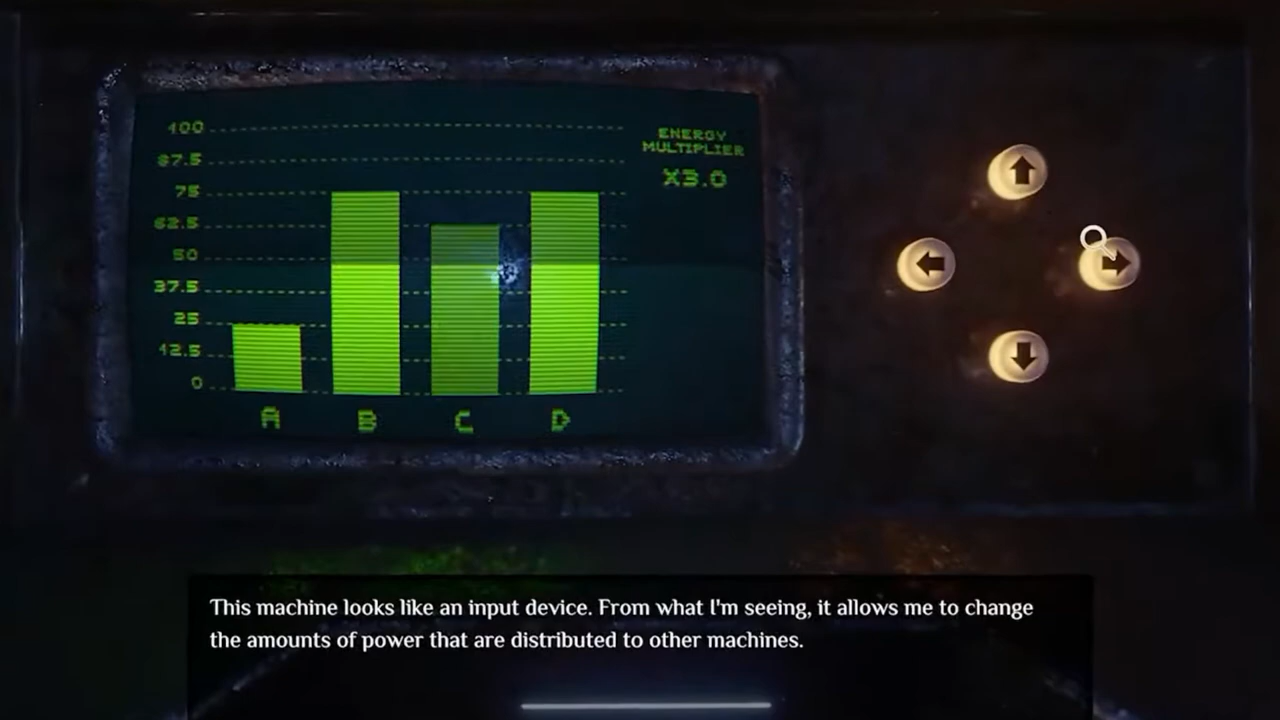 100
87.5
75
62.5
50
37.5
25
12.5
0
A B C D
ENERGY
MULTIPLIER
X3.0
This machine looks like an input device. From what I'm seeing, it allows me to change
the amounts of power that are distributed to other machines.